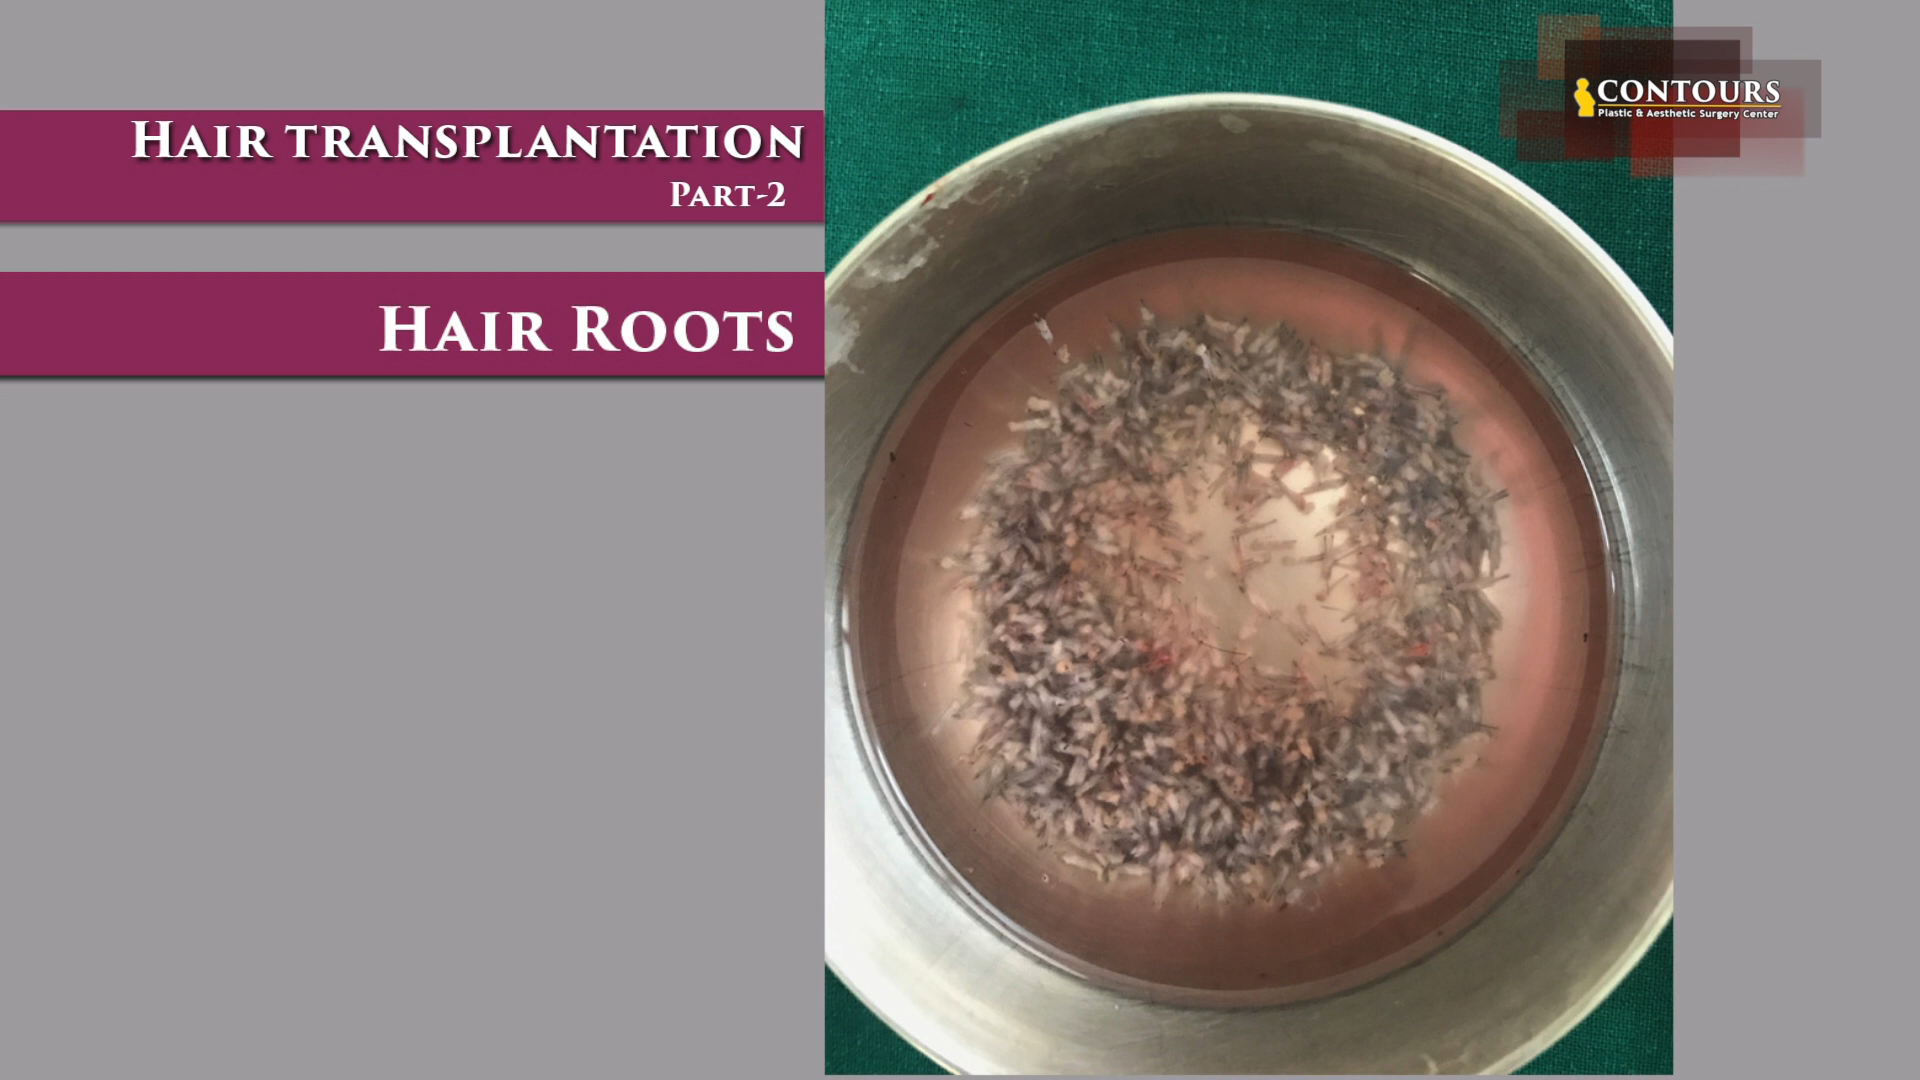 Hair transplantation
Part-2
Hair Roots
CONTOURS
Plastic & Aesthetic Surgery Center